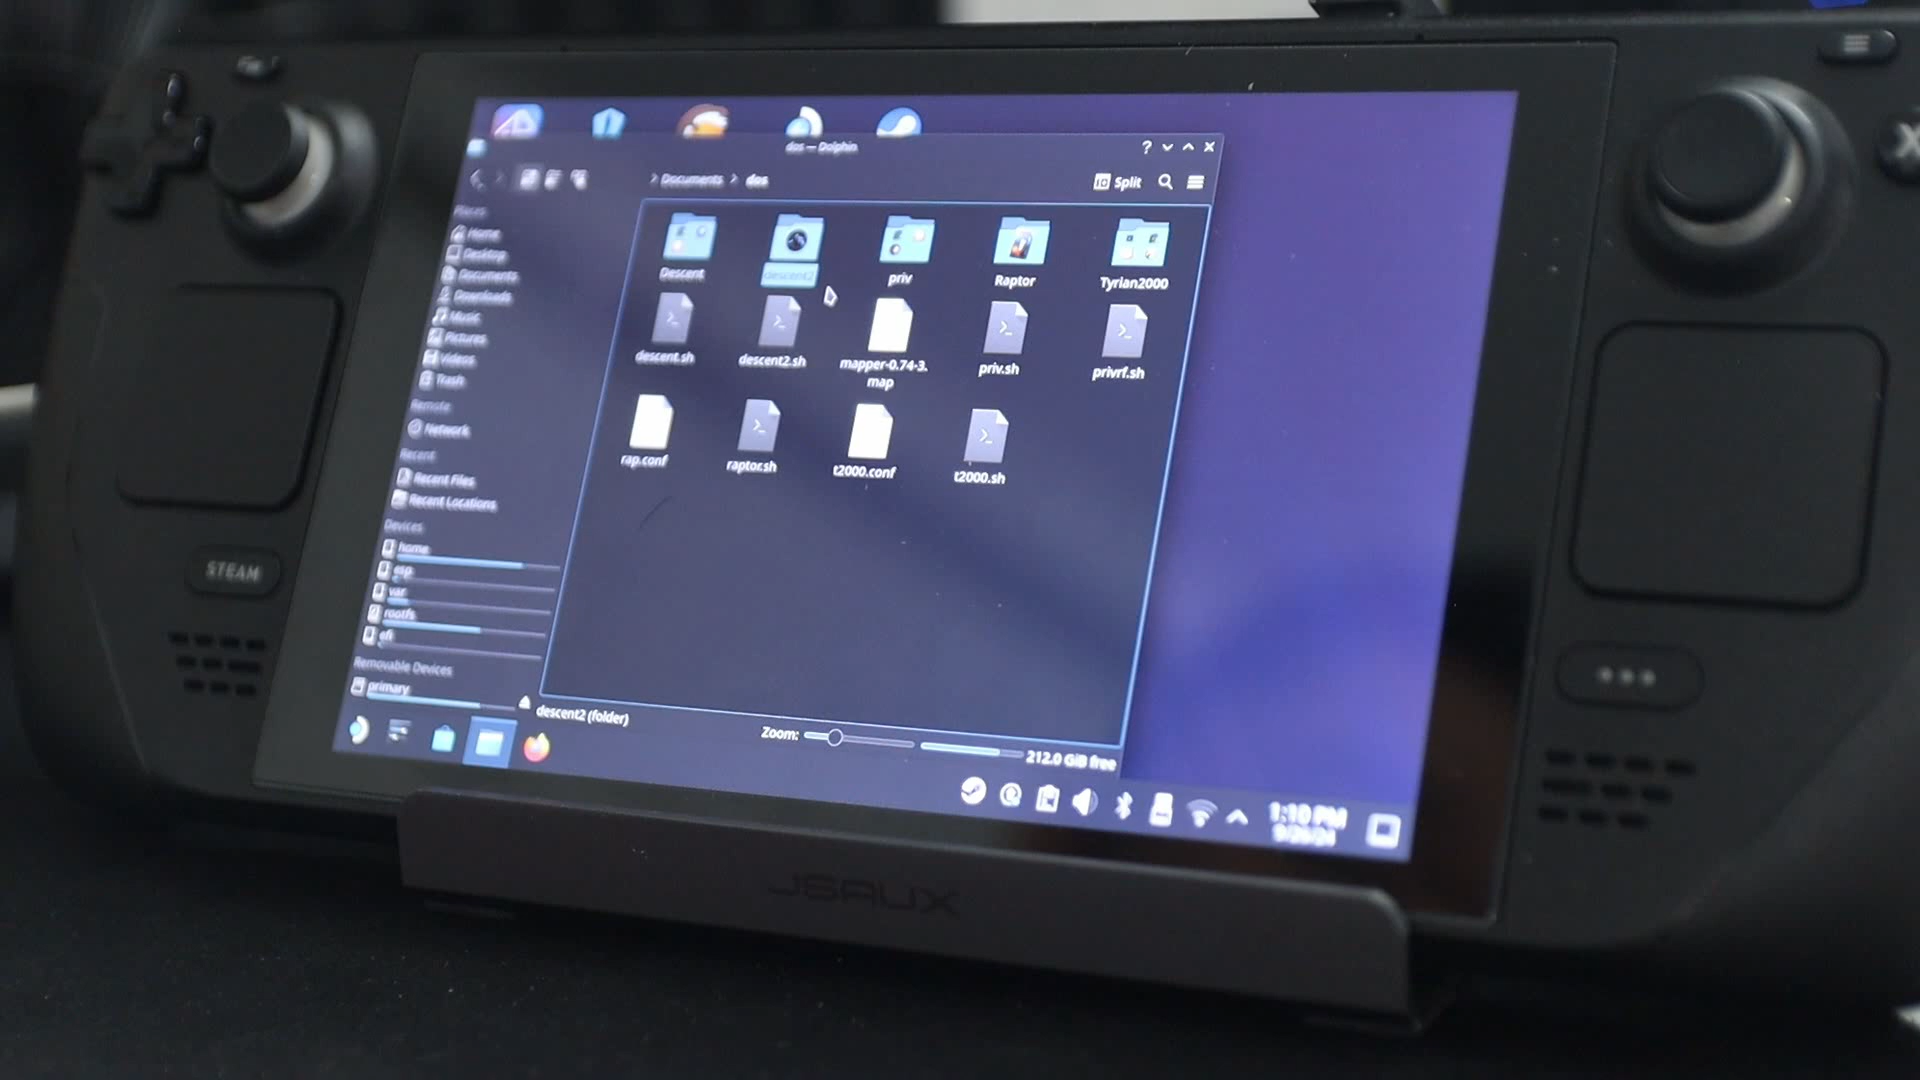 dos — Dolphin
? 
> Documents > dos
Split
Places
Home
Desktop
Documents
Downloads
Music
Pictures
Videos
Trash
Remote
Network
Recent
Recent Files
Recent Locations
Devices
home
esp
var
rootfs
efi
Removable Devices
primary
Descent
descent2
priv
Raptor
Tyrian2000
descent.sh
descent2.sh
mapper-0.74-3.
map
priv.sh
privrf.sh
rap.conf
raptor.sh
t2000.conf
t2000.sh
descent2 (folder)
Zoom:
212.0 GiB free
1:10 PM
STEAM
X
JSAUX